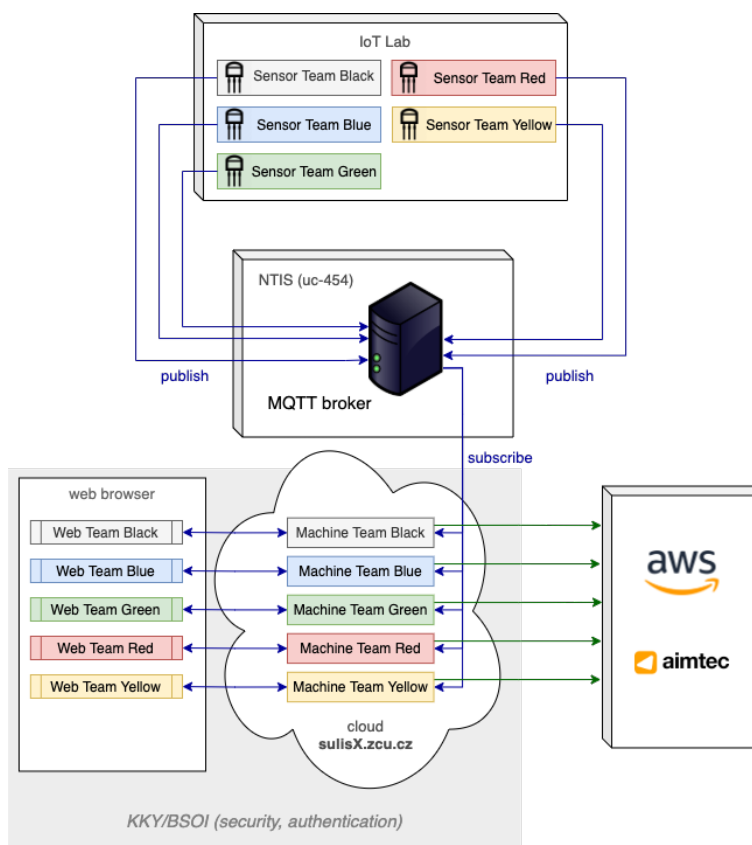 IoT Lab
Sensor Team Black
Sensor Team Red
Sensor Team Blue
Sensor Team Yellow
Sensor Team Green
NTIS (uc-454)
publish
publish
MQTT broker
subscribe
web browser
Web Team Black
Machine Team Black
Web Team Blue
Machine Team Blue
Web Team Green
Machine Team Green
Web Team Red
Machine Team Red
Web Team Yellow
Machine Team Yellow
cloud
sulisX.zcu.cz
aws
aimtec
KKY/BSOI (security, authentication)